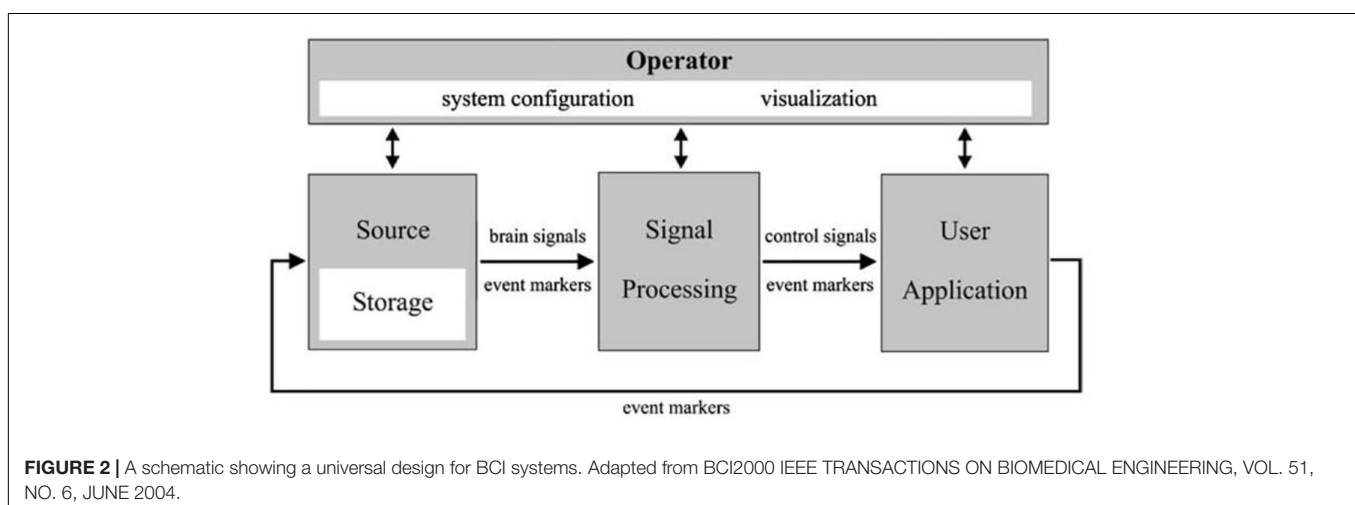 Operator
system configuration visualization
Source
Storage
brain signals
event markers
Signal
Processing
control signals
event markers
User
Application
event markers
FIGURE 2 | A schematic showing a universal design for BCI systems. Adapted from BCI2000 IEEE TRANSACTIONS ON BIOMEDICAL ENGINEERING, VOL. 51,
NO. 6, JUNE 2004.